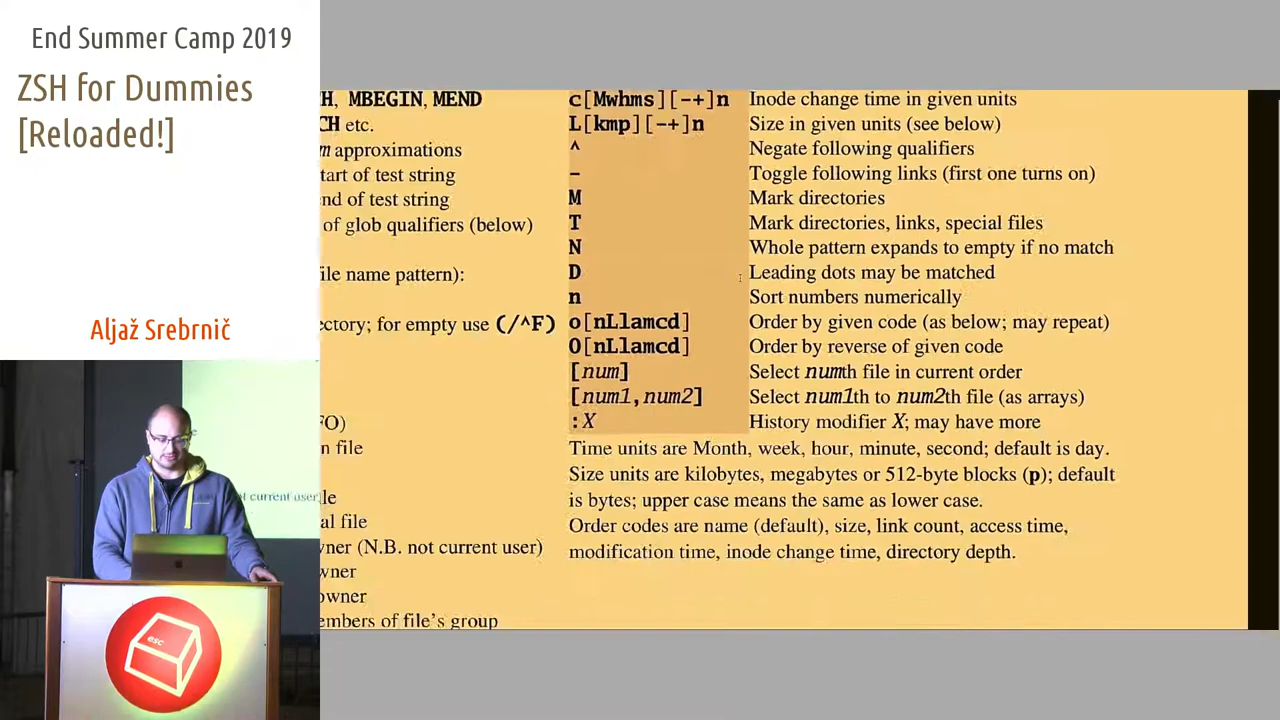 End Summer Camp 2019
ZSH for Dummies
[Reloaded!]
Aljaž Srebrnič
esc
not current user
H, MBEGIN, MEND
CH etc.
m approximations
tart of test string
nd of test string
of glob qualifiers (below)
ile name pattern):
ectory; for empty use (/^F)
FO)
n file
le
al file
wner (N.B. not current user)
wner
owner
embers of file's group
c[Mwhms][-+]n Inode change time in given units
L[kmp][-+]n Size in given units (see below)
^ Negate following qualifiers
- Toggle following links (first one turns on)
M Mark directories
T Mark directories, links, special files
N Whole pattern expands to empty if no match
D Leading dots may be matched
n Sort numbers numerically
o[nLlamcd] Order by given code (as below; may repeat)
O[nLlamcd] Order by reverse of given code
[num] Select numth file in current order
[num1,num2] Select num1th to num2th file (as arrays)
:X History modifier X; may have more
Time units are Month, week, hour, minute, second; default is day.
Size units are kilobytes, megabytes or 512-byte blocks (p); default
is bytes; upper case means the same as lower case.
Order codes are name (default), size, link count, access time,
modification time, inode change time, directory depth.